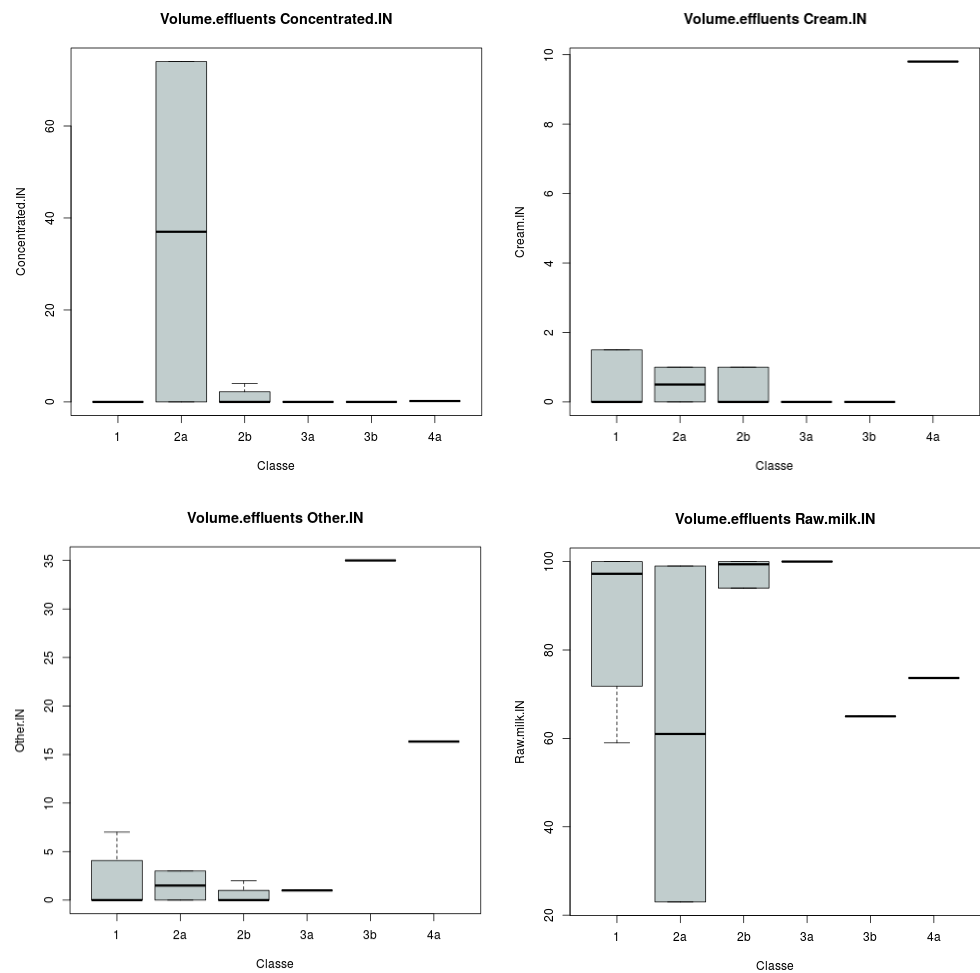 Volume.effluents Concentrated.IN
Concentrated.IN
60
40
20
0
1 2a 2b 3a 3b 4a
Classe
Volume.effluents Cream.IN
Cream.IN
10
8
6
4
2
0
1 2a 2b 3a 3b 4a
Classe
Volume.effluents Other.IN
Other.IN
35
30
25
20
15
10
5
0
1 2a 2b 3a 3b 4a
Classe
Volume.effluents Raw.milk.IN
Raw.milk.IN
100
80
60
40
20
1 2a 2b 3a 3b 4a
Classe